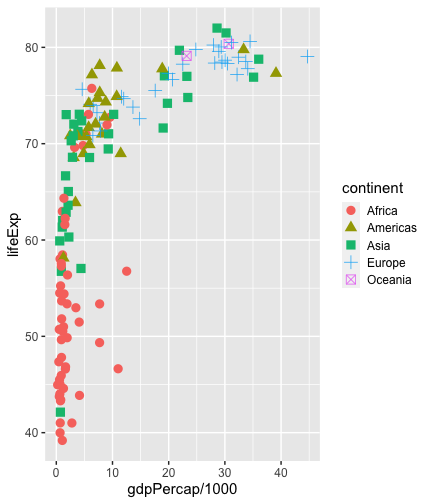 80
70
60
50
40
lifeExp
0
10
20
30
40
gdpPercap/1000
continent
Africa
Americas
Asia
Europe
Oceania